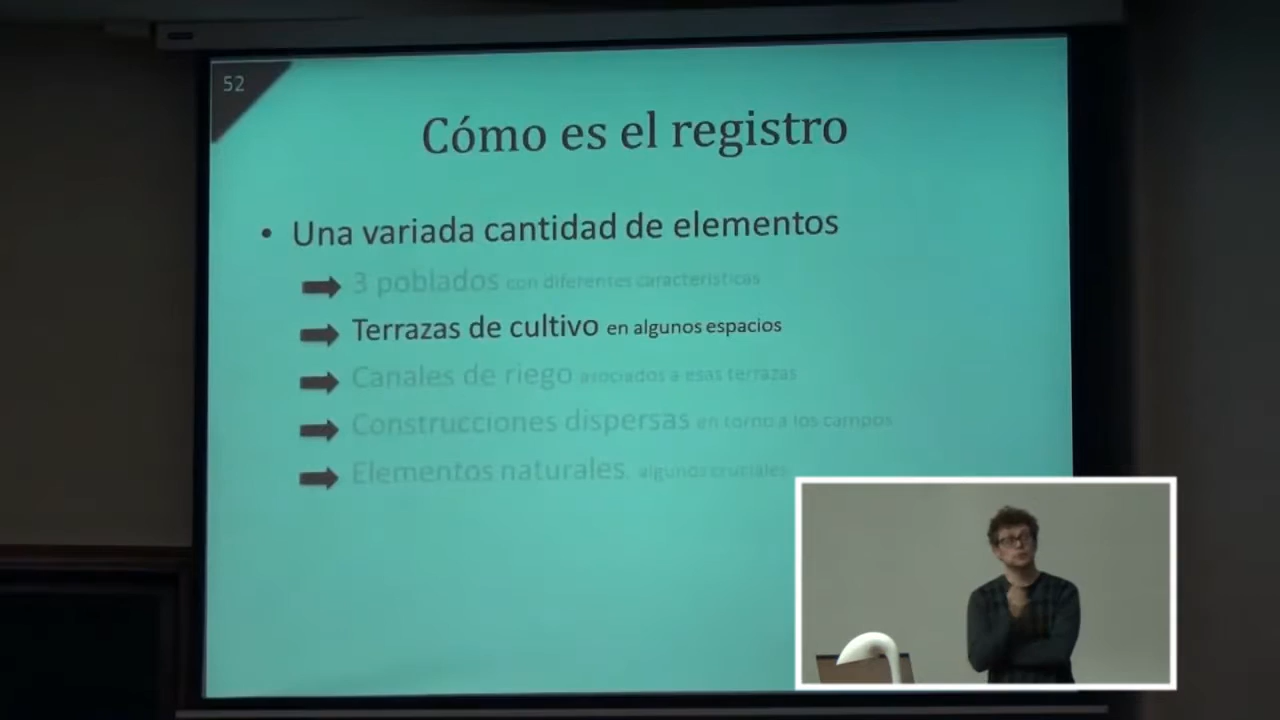 52
Cómo es el registro
• Una variada cantidad de elementos
3 poblados con diferentes características
Terrazas de cultivo en algunos espacios
Canales de riego asociados a esas terrazas
Construcciones dispersas en torno a los campos
Elementos naturales, algunos cruciales